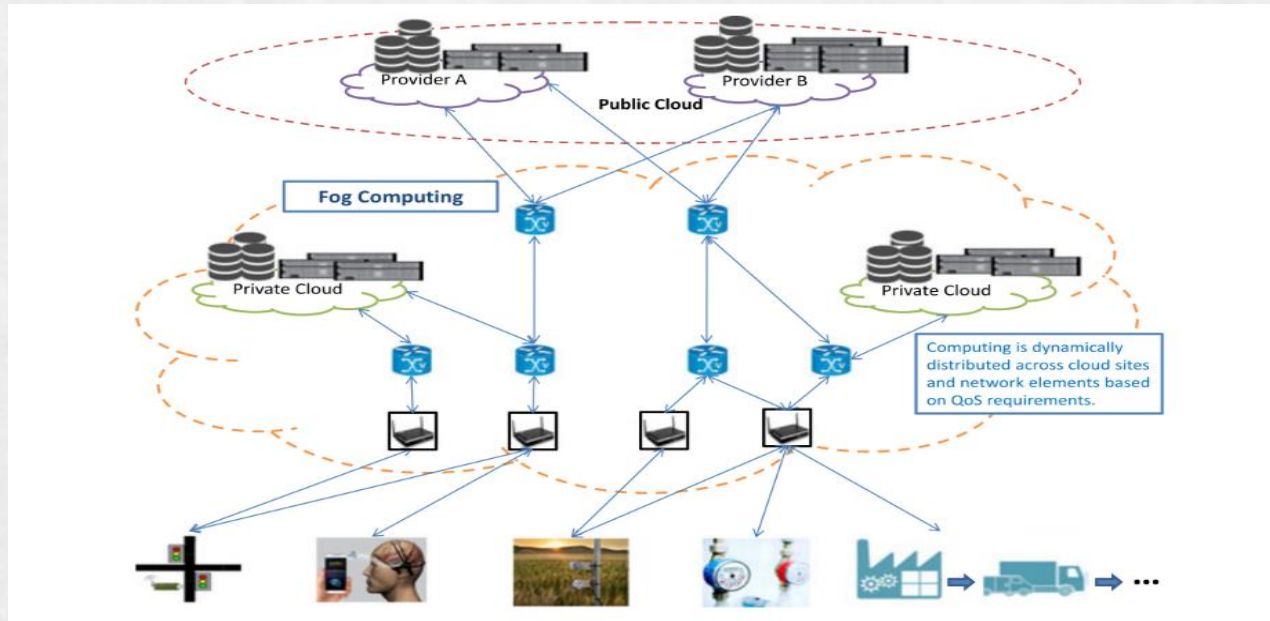 Provider A
Provider B
Public Cloud
Fog Computing
Private Cloud
Private Cloud
Computing is dynamically
distributed across cloud sites
and network elements based
on QoS requirements.
...